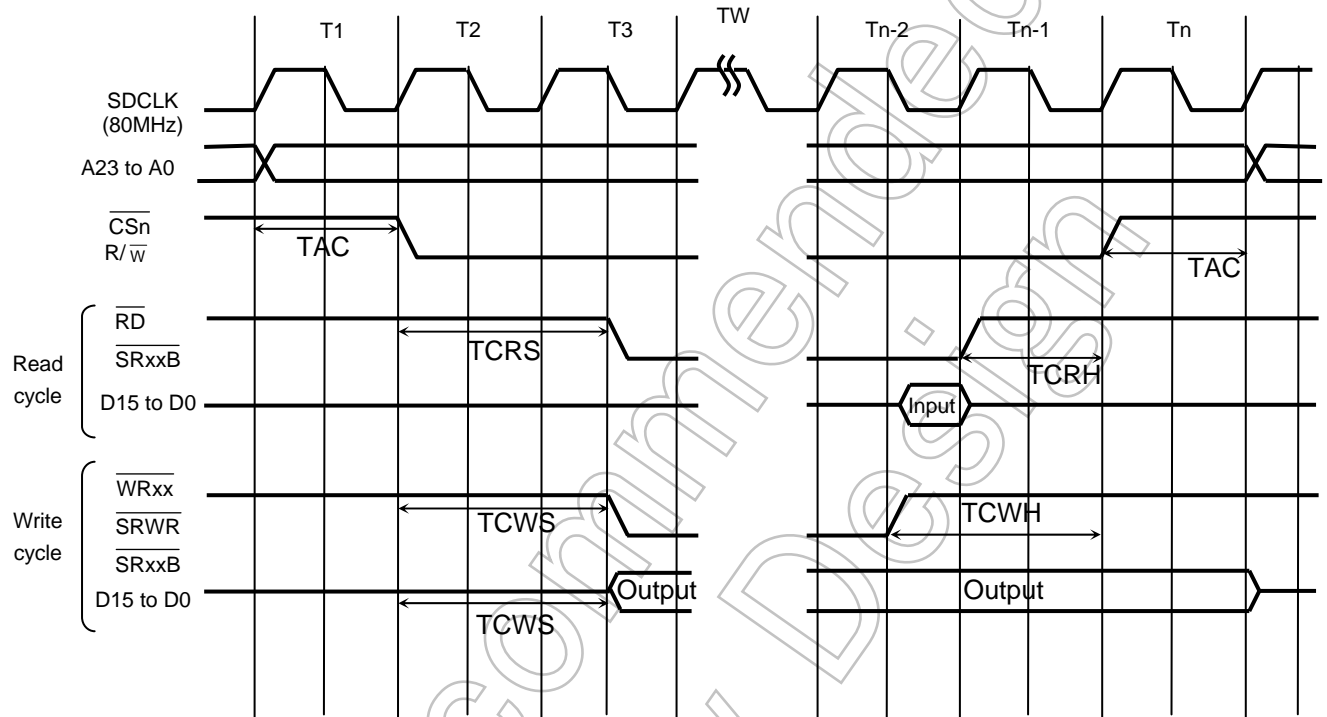 T1 T2 T3 TW Tn-2 Tn-1 Tn
SDCLK
(80MHz)
A23 to A0
CSn
R/ W
TAC
TAC
Read
cycle
RD
SRxxB
TCRS
TCRH
D15 to D0
Input
Write
cycle
WRxx
SRWR
SRxxB
TCWS
TCWH
D15 to D0
Output
Output
TCWS